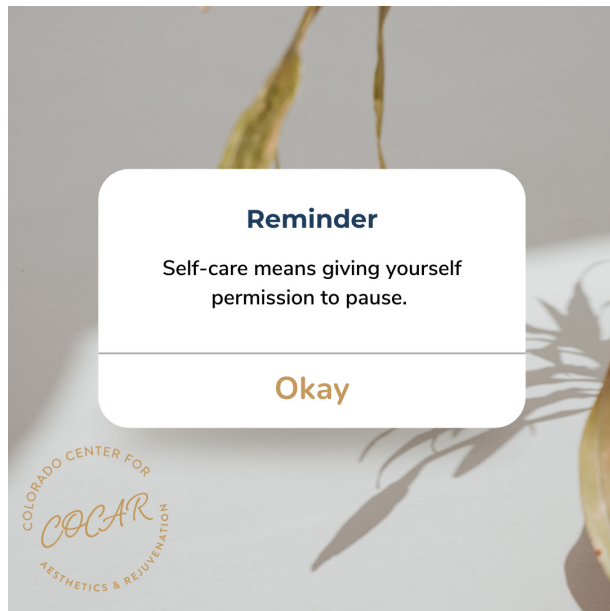 Reminder
Self-care means giving yourself
permission to pause.
Okay
COLORADO CENTER FOR
COCAR
AESTHETICS & REJUVENATION